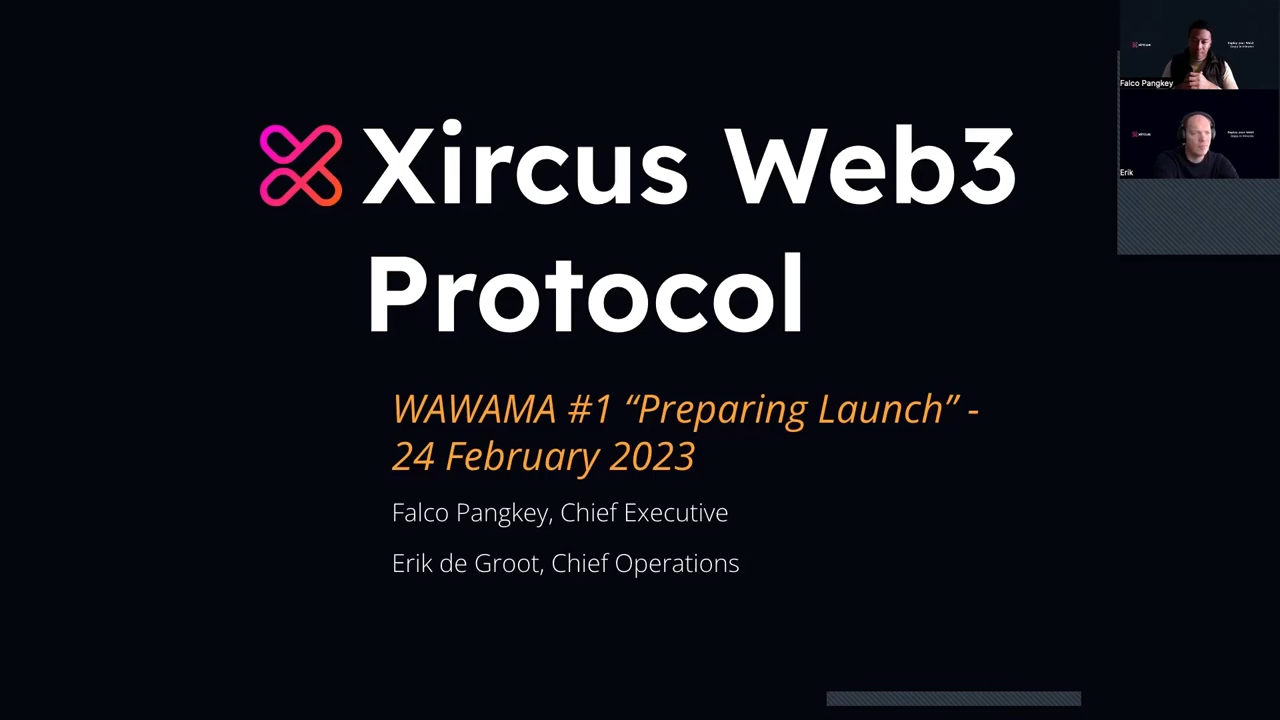 Xircus Web3
Protocol
WAWAMA #1 “Preparing Launch” -
24 February 2023
Falco Pangkey, Chief Executive
Erik de Groot, Chief Operations
Falco Pangkey
Erik